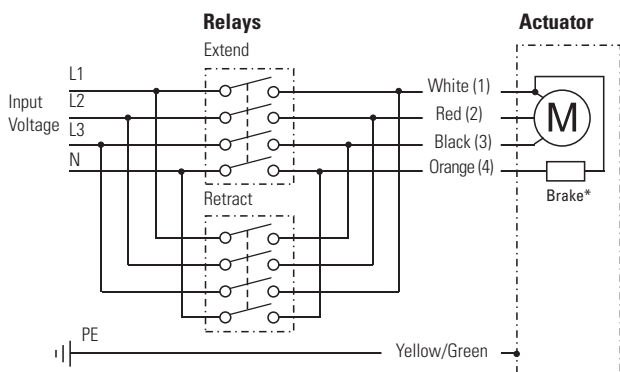 Relays
Actuator
Extend
L1
White (1)
Input
Voltage
L2
Red (2)
M
L3
Black (3)
N
Orange (4)
Retract
Brake*
PE
Yellow/Green